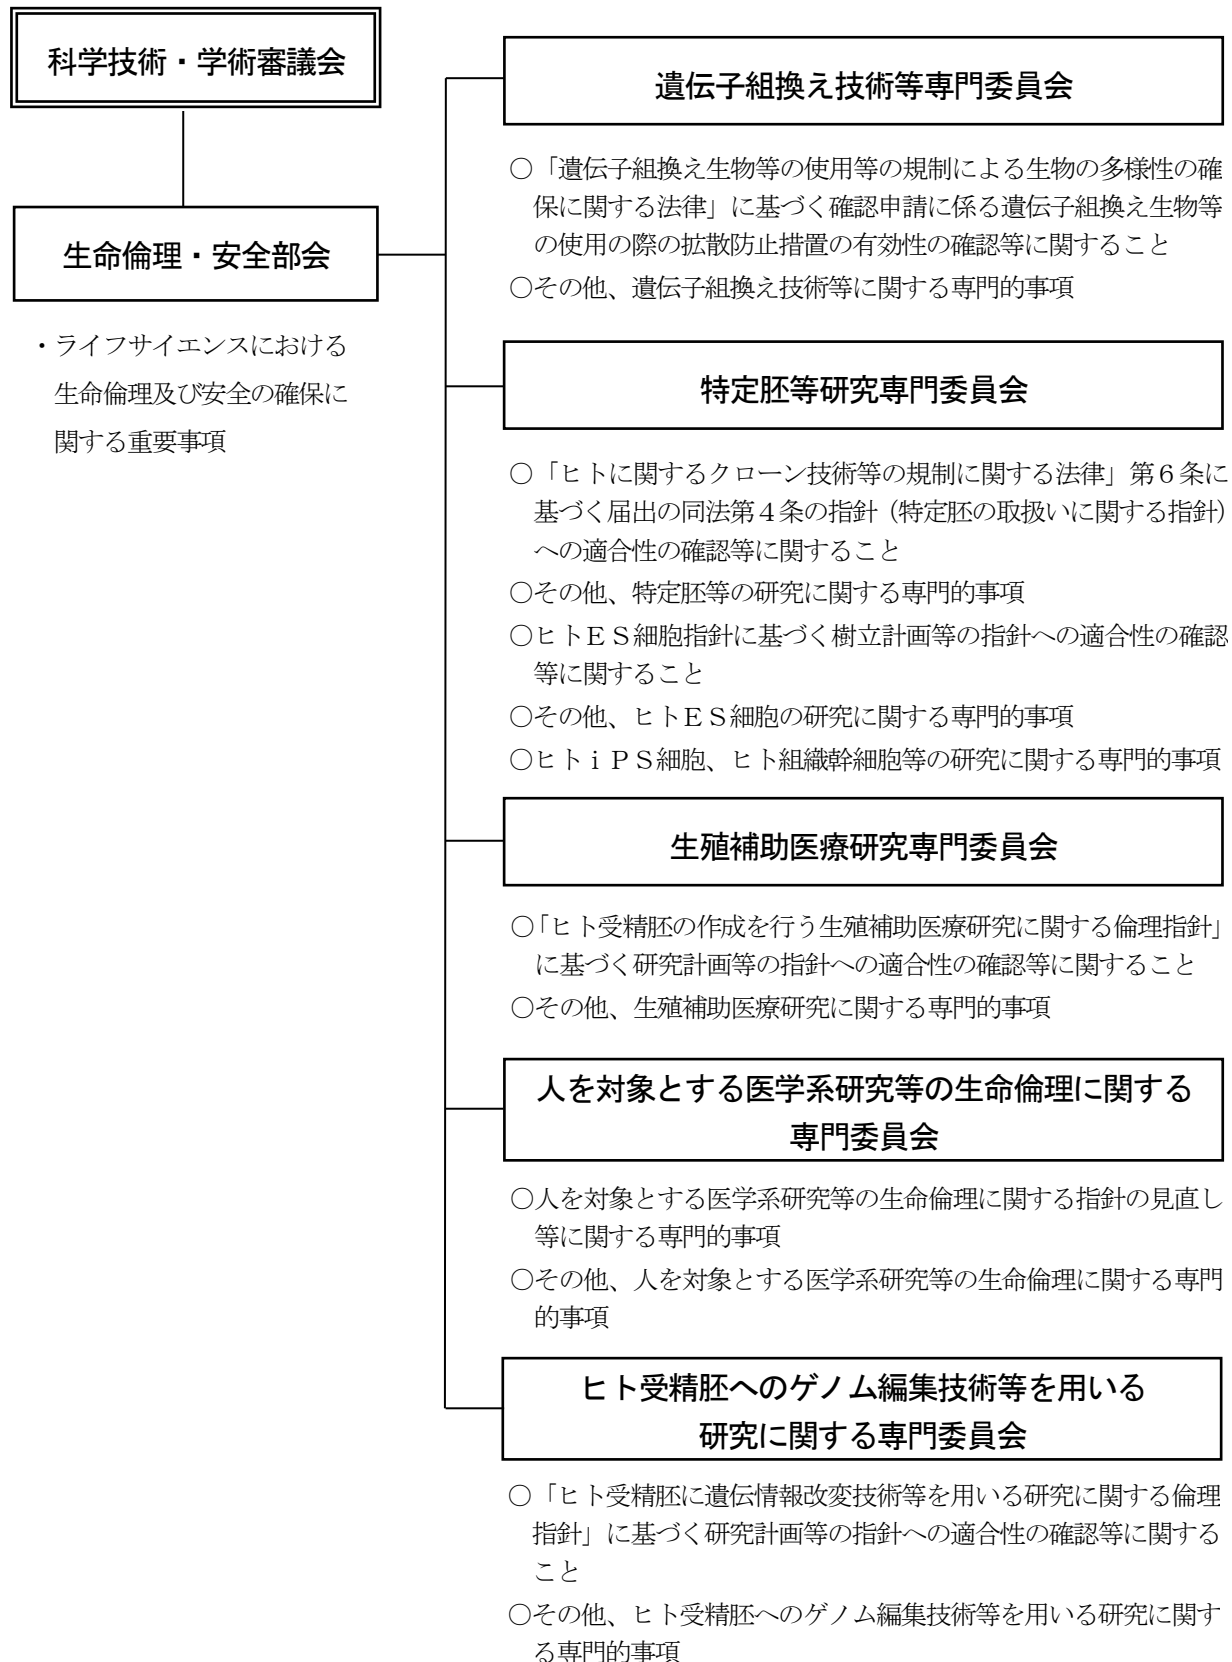 科学技術・学術審議会
生命倫理・安全部会
・ライフサイエンスにおける
生命倫理及び安全の確保に
関する重要事項
遺伝子組換え技術等専門委員会
○「遺伝子組換え生物等の使用等の規制による生物の多様性の確
保に関する法律」に基づく確認申請に係る遺伝子組換え生物等
の使用の際の拡散防止措置の有効性の確認等に関すること
○その他、遺伝子組換え技術等に関する専門的事項
特定胚等研究専門委員会
○「ヒトに関するクローン技術等の規制に関する法律」第６条に
基づく届出の同法第４条の指針（特定胚の取扱いに関する指針）
への適合性の確認等に関すること
○その他、特定胚等の研究に関する専門的事項
○ヒトＥＳ細胞指針に基づく樹立計画等の指針への適合性の確認
等に関すること
○その他、ヒトＥＳ細胞の研究に関する専門的事項
○ヒトｉＰＳ細胞、ヒト組織幹細胞等の研究に関する専門的事項
生殖補助医療研究専門委員会
○「ヒト受精胚の作成を行う生殖補助医療研究に関する倫理指針」
に基づく研究計画等の指針への適合性の確認等に関すること
○その他、生殖補助医療研究に関する専門的事項
人を対象とする医学系研究等の生命倫理に関する
専門委員会
○人を対象とする医学系研究等の生命倫理に関する指針の見直し
等に関する専門的事項
○その他、人を対象とする医学系研究等の生命倫理に関する専門
的事項
ヒト受精胚へのゲノム編集技術等を用いる
研究に関する専門委員会
○「ヒト受精胚に遺伝情報改変技術等を用いる研究に関する倫理
指針」に基づく研究計画等の指針への適合性の確認等に関する
こと
○その他、ヒト受精胚へのゲノム編集技術等を用いる研究に関す
る専門的事項